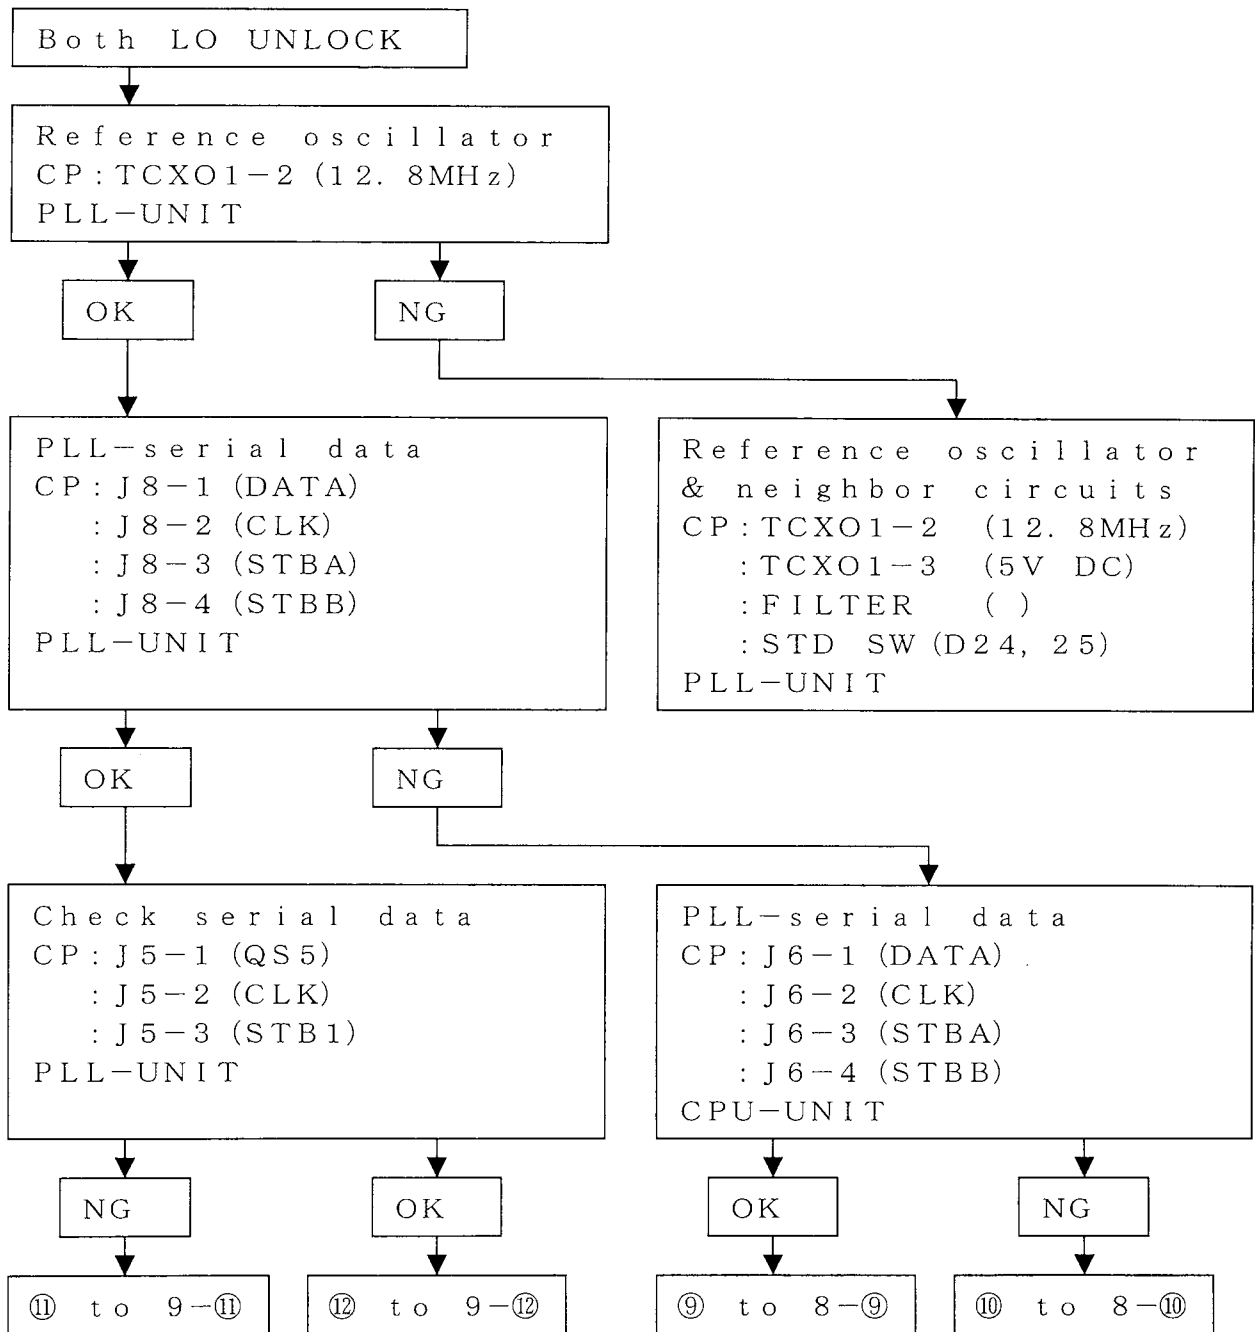 Both LO UNLOCK
Reference oscillator
CP:TCXO1-2 (12.8MHz)
PLL-UNIT
OK
NG
PLL-serial data
CP:J8-1 (DATA)
:J8-2 (CLK)
:J8-3 (STBA)
:J8-4 (STBB)
PLL-UNIT
Reference oscillator
& neighbor circuits
CP:TCXO1-2 (12.8MHz)
:TCXO1-3 (5V DC)
:FILTER ( )
:STD SW (D24, 25)
PLL-UNIT
OK
NG
Check serial data
CP:J5-1 (QS5)
:J5-2 (CLK)
:J5-3 (STB1)
PLL-UNIT
PLL-serial data
CP:J6-1 (DATA)
:J6-2 (CLK)
:J6-3 (STBA)
:J6-4 (STBB)
CPU-UNIT
NG
OK
OK
NG
⑪ to 9-⑪
⑫ to 9-⑫
⑨ to 8-⑨
⑩ to 8-⑩